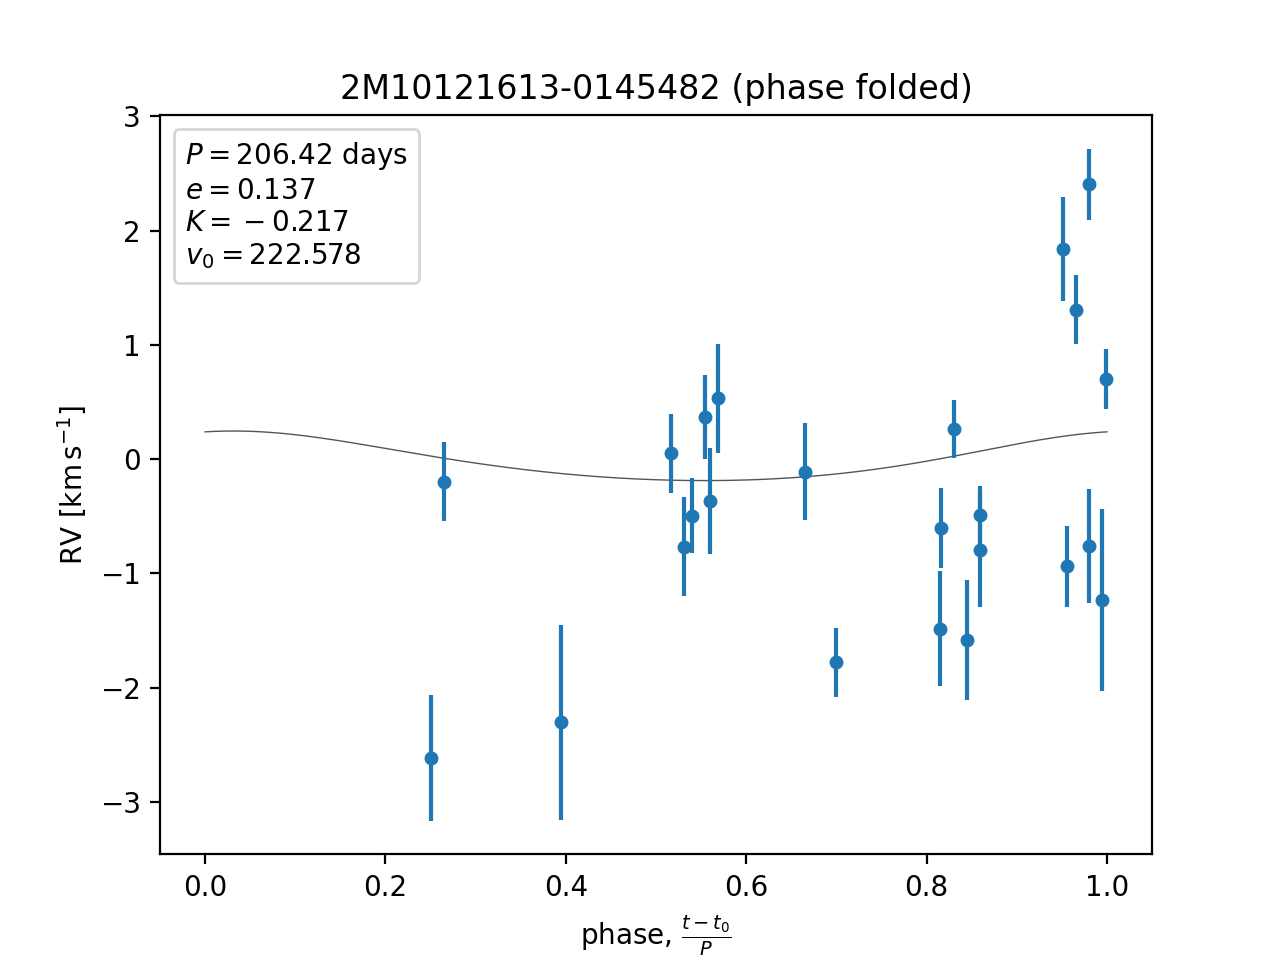 2M10121613-0145482 (phase folded)
P = 206.42 days
e = 0.137
K = −0.217
v₀ = 222.578
3
2
1
0
−1
−2
−3
RV [km s⁻¹]
0.0 0.2 0.4 0.6 0.8 1.0
phase, (t − t₀)/P